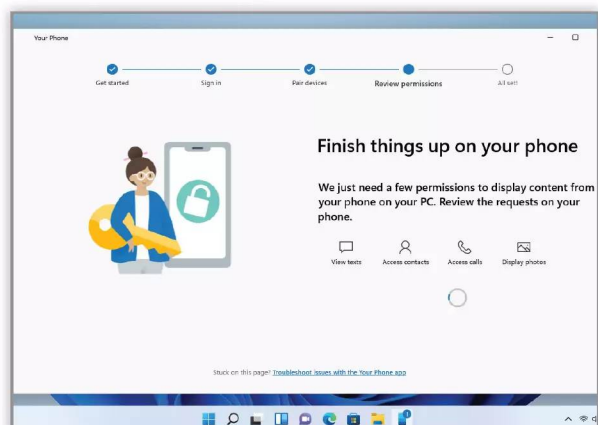 Your Phone
Get started
Sign in
Pair devices
Review permissions
All set!
Finish things up on your phone
We just need a few permissions to display content from
your phone on your PC. Review the requests on your
phone.
View texts
Access contacts
Access calls
Display photos
Stuck on this page? Troubleshoot issues with the Your Phone app